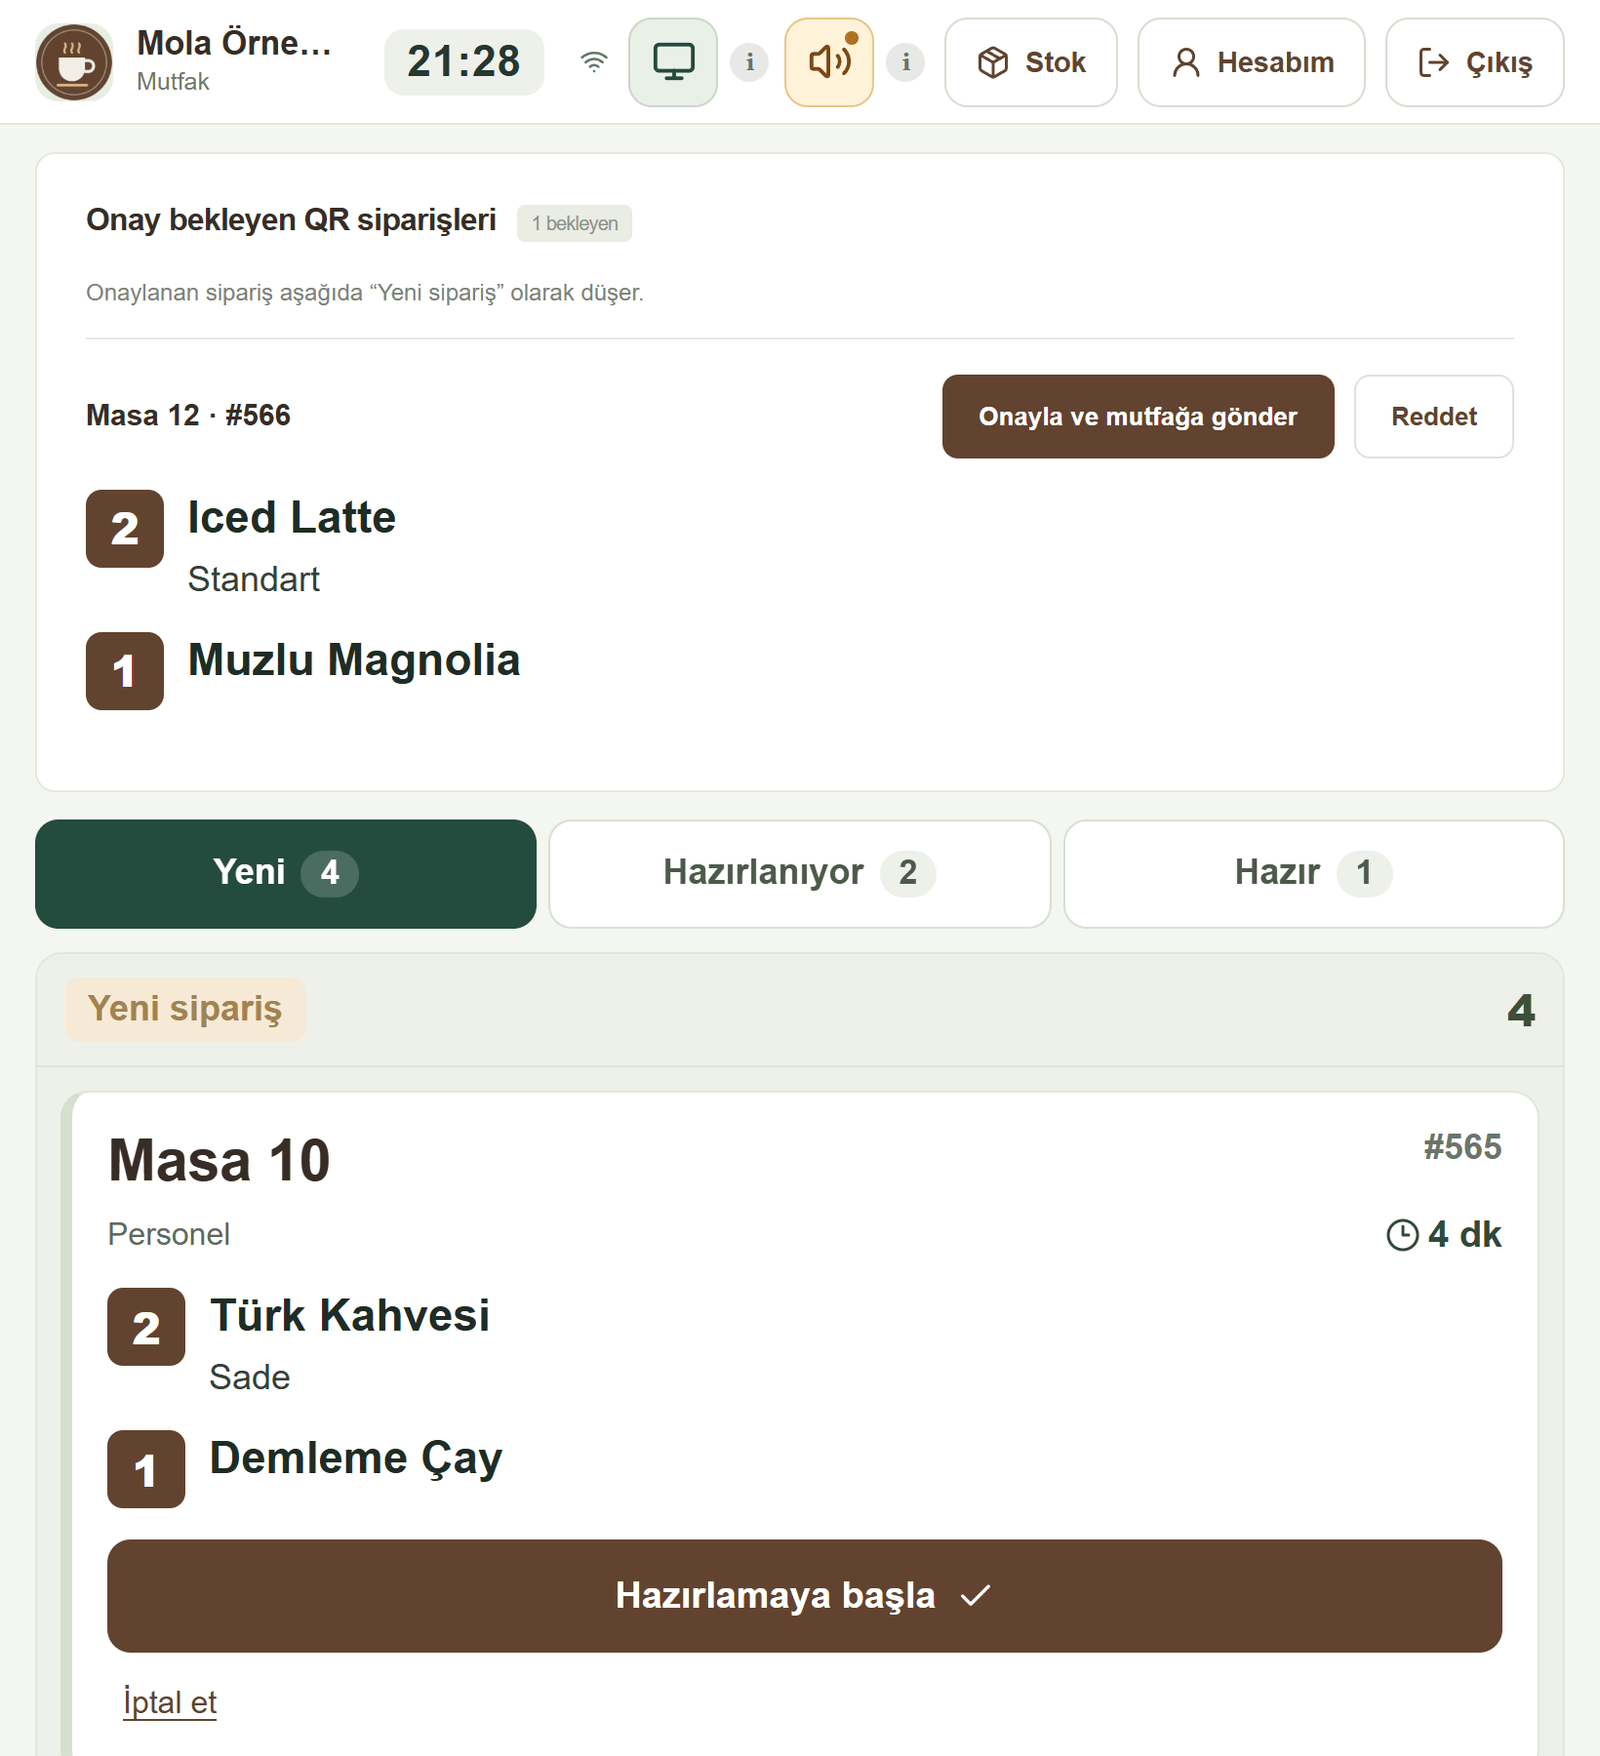 Mola Örne...
Mutfak
21:28
i
i
Stok
Hesabım
Çıkış
Onay bekleyen QR siparişleri
1 bekleyen
Onaylanan sipariş aşağıda “Yeni sipariş” olarak düşer.
Masa 12 · #566
Onayla ve mutfağa gönder
Reddet
2 Iced Latte
Standart
1 Muzlu Magnolia
Yeni 4
Hazırlanıyor 2
Hazır 1
Yeni sipariş
4
Masa 10
#565
Personel
4 dk
2 Türk Kahvesi
Sade
1 Demleme Çay
Hazırlamaya başla
İptal et